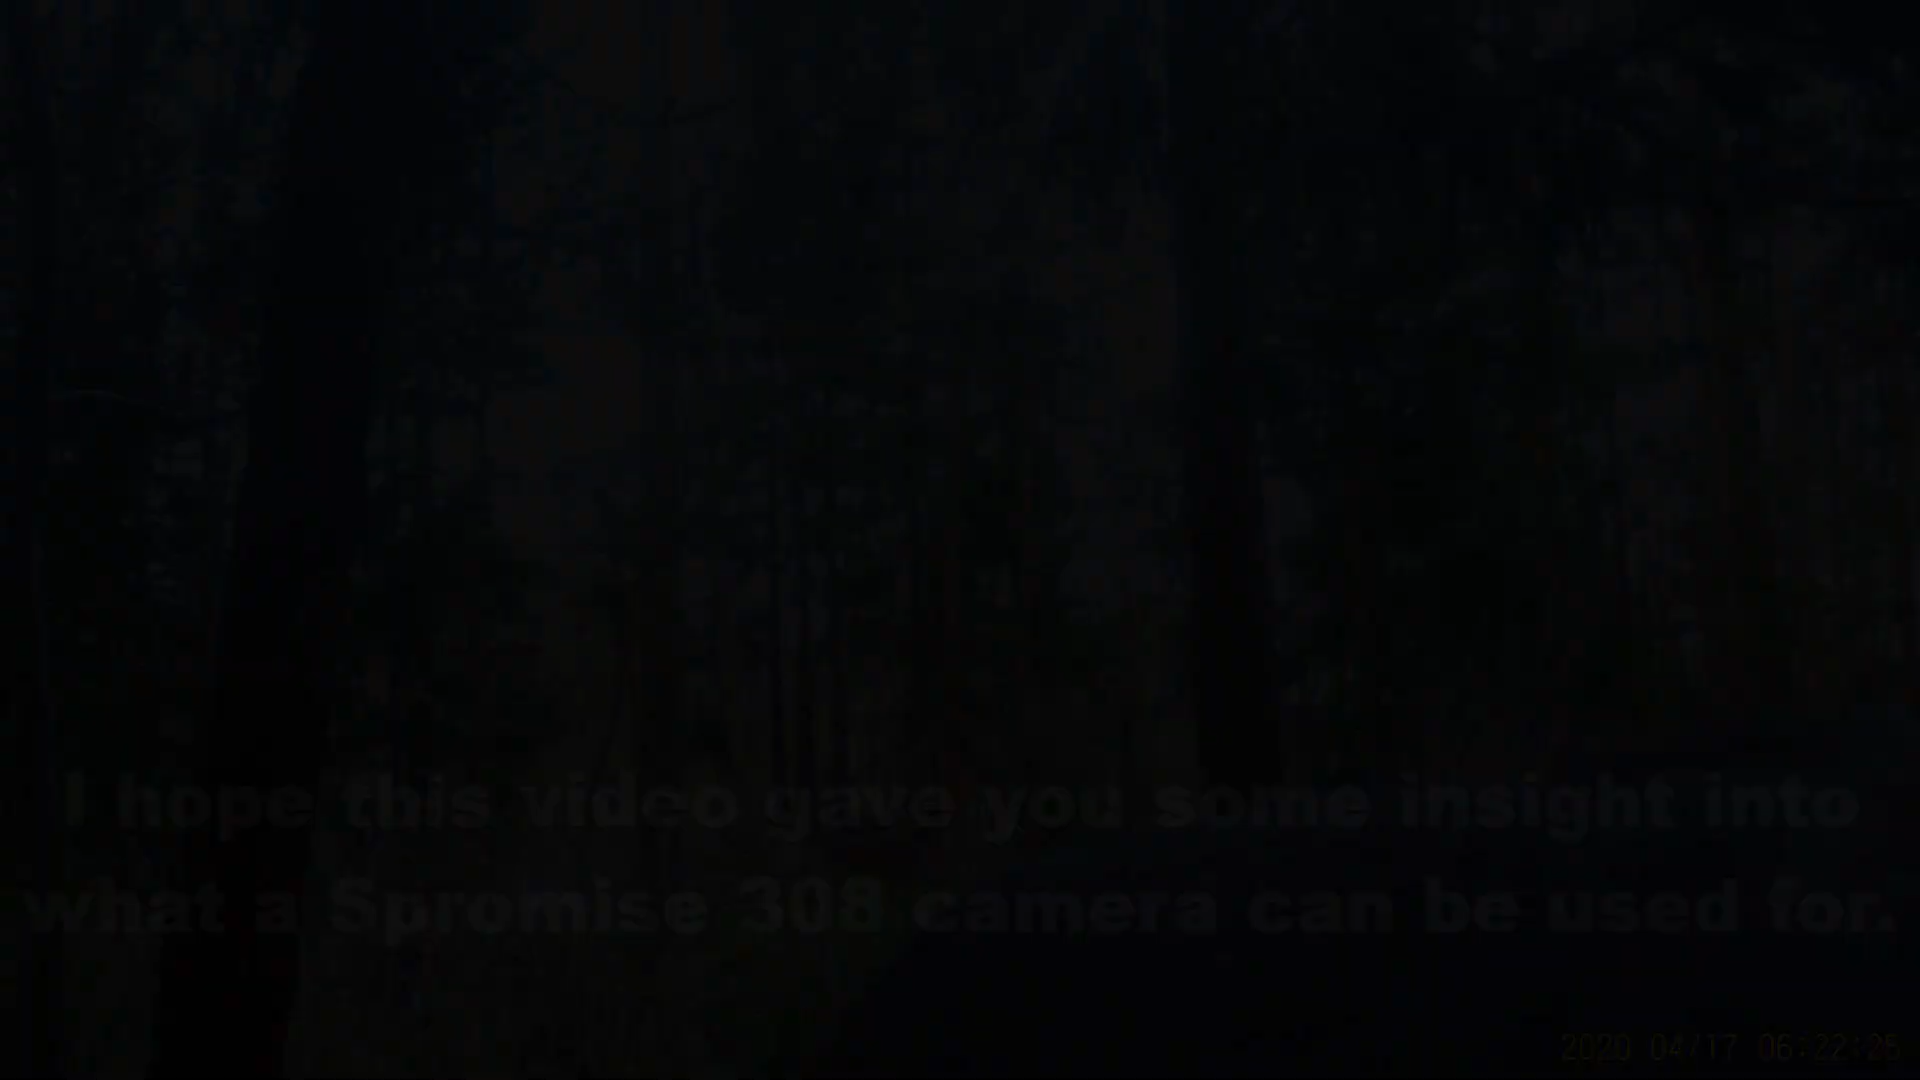 I hope this video gave you some insight into
what a Spromise 308 camera can be used for.
2020 04/17 06:22:25